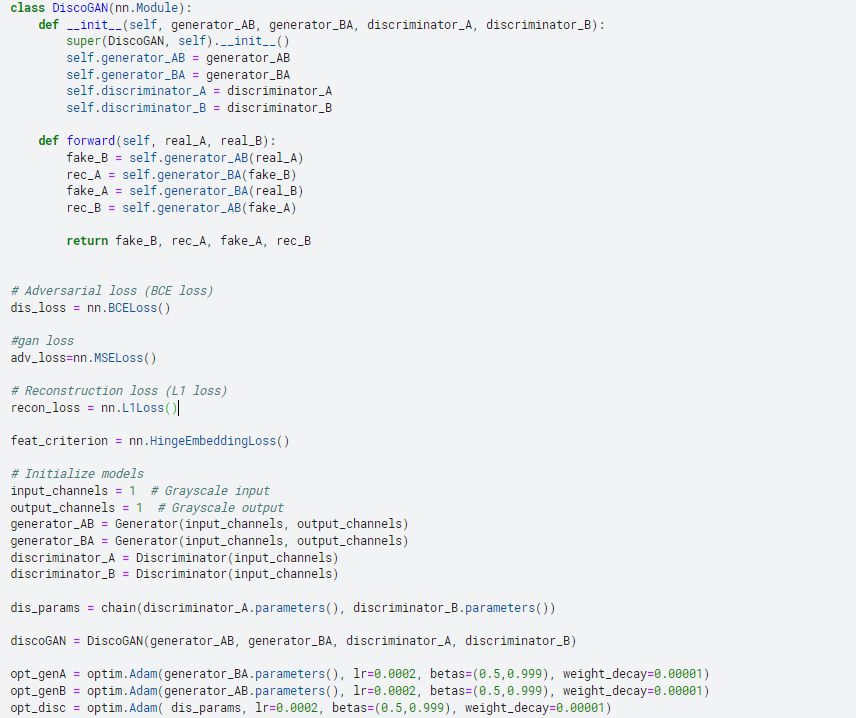 class DiscoGAN(nn.Module):
    def __init__(self, generator_AB, generator_BA, discriminator_A, discriminator_B):
        super(DiscoGAN, self).__init__()
        self.generator_AB = generator_AB
        self.generator_BA = generator_BA
        self.discriminator_A = discriminator_A
        self.discriminator_B = discriminator_B

    def forward(self, real_A, real_B):
        fake_B = self.generator_AB(real_A)
        rec_A = self.generator_BA(fake_B)
        fake_A = self.generator_BA(real_B)
        rec_B = self.generator_AB(fake_A)

        return fake_B, rec_A, fake_A, rec_B


# Adversarial loss (BCE loss)
dis_loss = nn.BCELoss()

#gan loss
adv_loss=nn.MSELoss()

# Reconstruction loss (L1 loss)
recon_loss = nn.L1Loss()

feat_criterion = nn.HingeEmbeddingLoss()

# Initialize models
input_channels = 1  # Grayscale input
output_channels = 1  # Grayscale output
generator_AB = Generator(input_channels, output_channels)
generator_BA = Generator(input_channels, output_channels)
discriminator_A = Discriminator(input_channels)
discriminator_B = Discriminator(input_channels)

dis_params = chain(discriminator_A.parameters(), discriminator_B.parameters())

discoGAN = DiscoGAN(generator_AB, generator_BA, discriminator_A, discriminator_B)

opt_genA = optim.Adam(generator_BA.parameters(), lr=0.0002, betas=(0.5,0.999), weight_decay=0.00001)
opt_genB = optim.Adam(generator_AB.parameters(), lr=0.0002, betas=(0.5,0.999), weight_decay=0.00001)
opt_disc = optim.Adam( dis_params, lr=0.0002, betas=(0.5,0.999), weight_decay=0.00001)